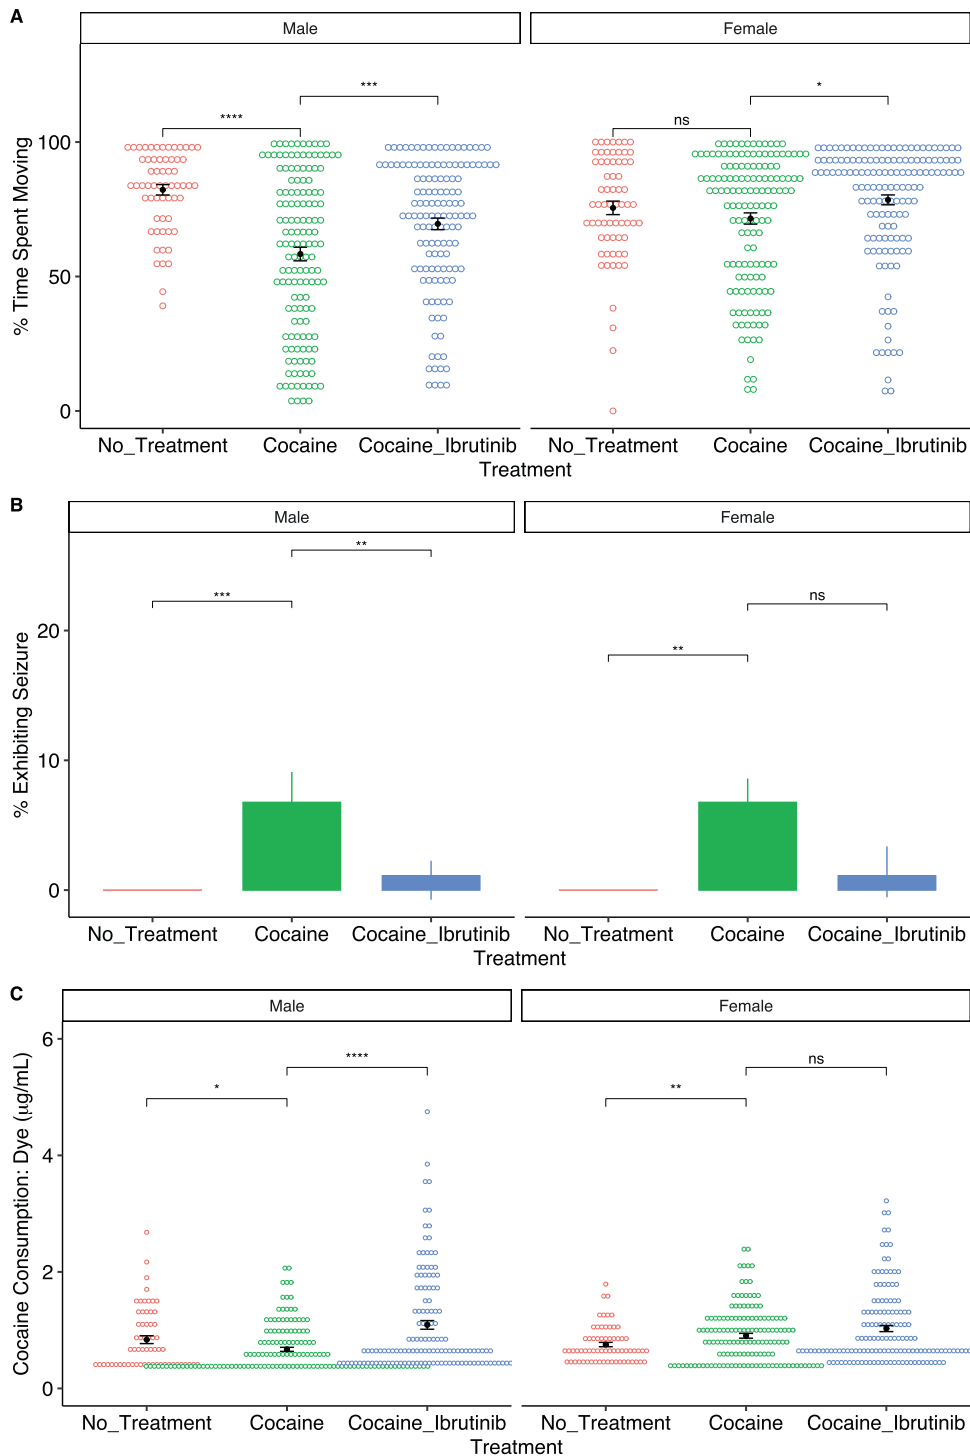 A
Male
Female
% Time Spent Moving
100
50
0
****
***
ns
*
No_Treatment
Cocaine
Cocaine_Ibrutinib
No_Treatment
Cocaine
Cocaine_Ibrutinib
Treatment
B
Male
Female
% Exhibiting Seizure
20
10
0
***
**
**
ns
No_Treatment
Cocaine
Cocaine_Ibrutinib
No_Treatment
Cocaine
Cocaine_Ibrutinib
Treatment
C
Male
Female
Cocaine Consumption: Dye (μg/mL)
6
4
2
0
*
****
**
ns
No_Treatment
Cocaine
Cocaine_Ibrutinib
No_Treatment
Cocaine
Cocaine_Ibrutinib
Treatment